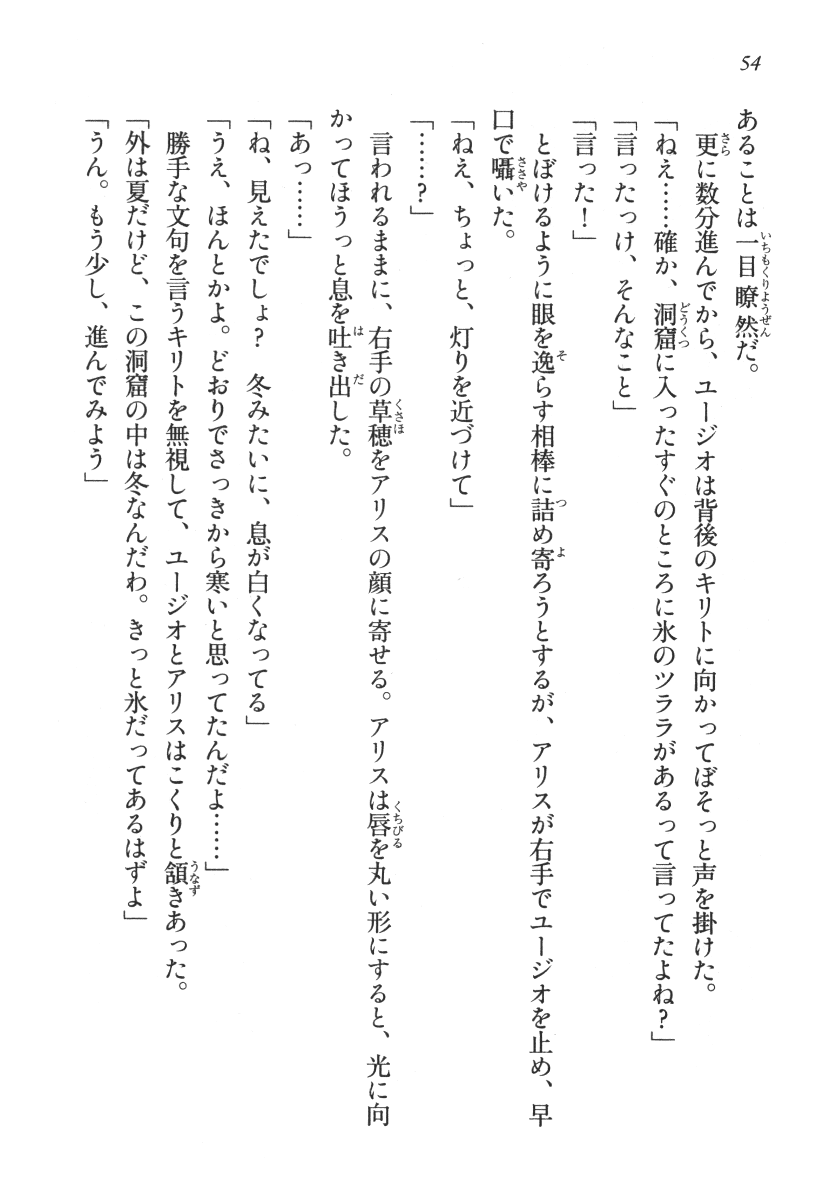 54
あることは一目瞭然だ。
　更に数分進んでから、ユージオは背後のキリトに向かってぼそっと声を掛けた。
「ねえ……確か、洞窟に入ったすぐのところに氷のツララがあるって言ってたよね？」
「言ったっけ、そんなこと」
「言った！」
　とぼけるように眼を逸らす相棒に詰め寄ろうとするが、アリスが右手でユージオを止め、早
口で囁いた。
「ねえ、ちょっと、灯りを近づけて」
「……？」
　言われるままに、右手の草穂をアリスの顔に寄せる。アリスは唇を丸い形にすると、光に向
かってほうっと息を吐き出した。
「あっ……」
「ね、見えたでしょ？　冬みたいに、息が白くなってる」
「うえ、ほんとかよ。どおりでさっきから寒いと思ってたんだよ……」
　勝手な文句を言うキリトを無視して、ユージオとアリスはこくりと頷きあった。
「外は夏だけど、この洞窟の中は冬なんだわ。きっと氷だってあるはずよ」
「うん。もう少し、進んでみよう」